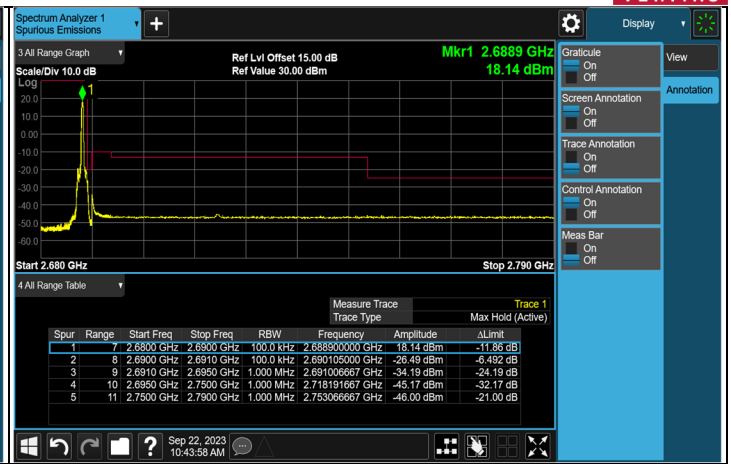 Spectrum Analyzer 1
Spurious Emissions
Display
3 All Range Graph
Ref Lvl Offset 15.00 dB
Mkr1 2.6889 GHz
Scale/Div 10.0 dB
Ref Value 30.00 dBm
18.14 dBm
Log
1
20.0
10.0
0.00
-10.0
-20.0
-30.0
-40.0
-50.0
-60.0
Start 2.680 GHz
Stop 2.790 GHz
Graticule
On
Off
Screen Annotation
On
Off
Trace Annotation
On
Off
Control Annotation
On
Off
Meas Bar
On
Off
View
Annotation
4 All Range Table
Measure Trace Trace 1
Trace Type Max Hold (Active)
Spur Range Start Freq Stop Freq RBW Frequency Amplitude ΔLimit
1 7 2.6800 GHz 2.6900 GHz 100.0 kHz 2.688900000 GHz 18.14 dBm -11.86 dB
2 8 2.6900 GHz 2.6910 GHz 100.0 kHz 2.690105000 GHz -26.49 dBm -6.492 dB
3 9 2.6910 GHz 2.6950 GHz 1.000 MHz 2.691006667 GHz -34.19 dBm -24.19 dB
4 10 2.6950 GHz 2.7500 GHz 1.000 MHz 2.718191667 GHz -45.17 dBm -32.17 dB
5 11 2.7500 GHz 2.7900 GHz 1.000 MHz 2.753066667 GHz -46.00 dBm -21.00 dB
?
Sep 22, 2023
10:43:58 AM